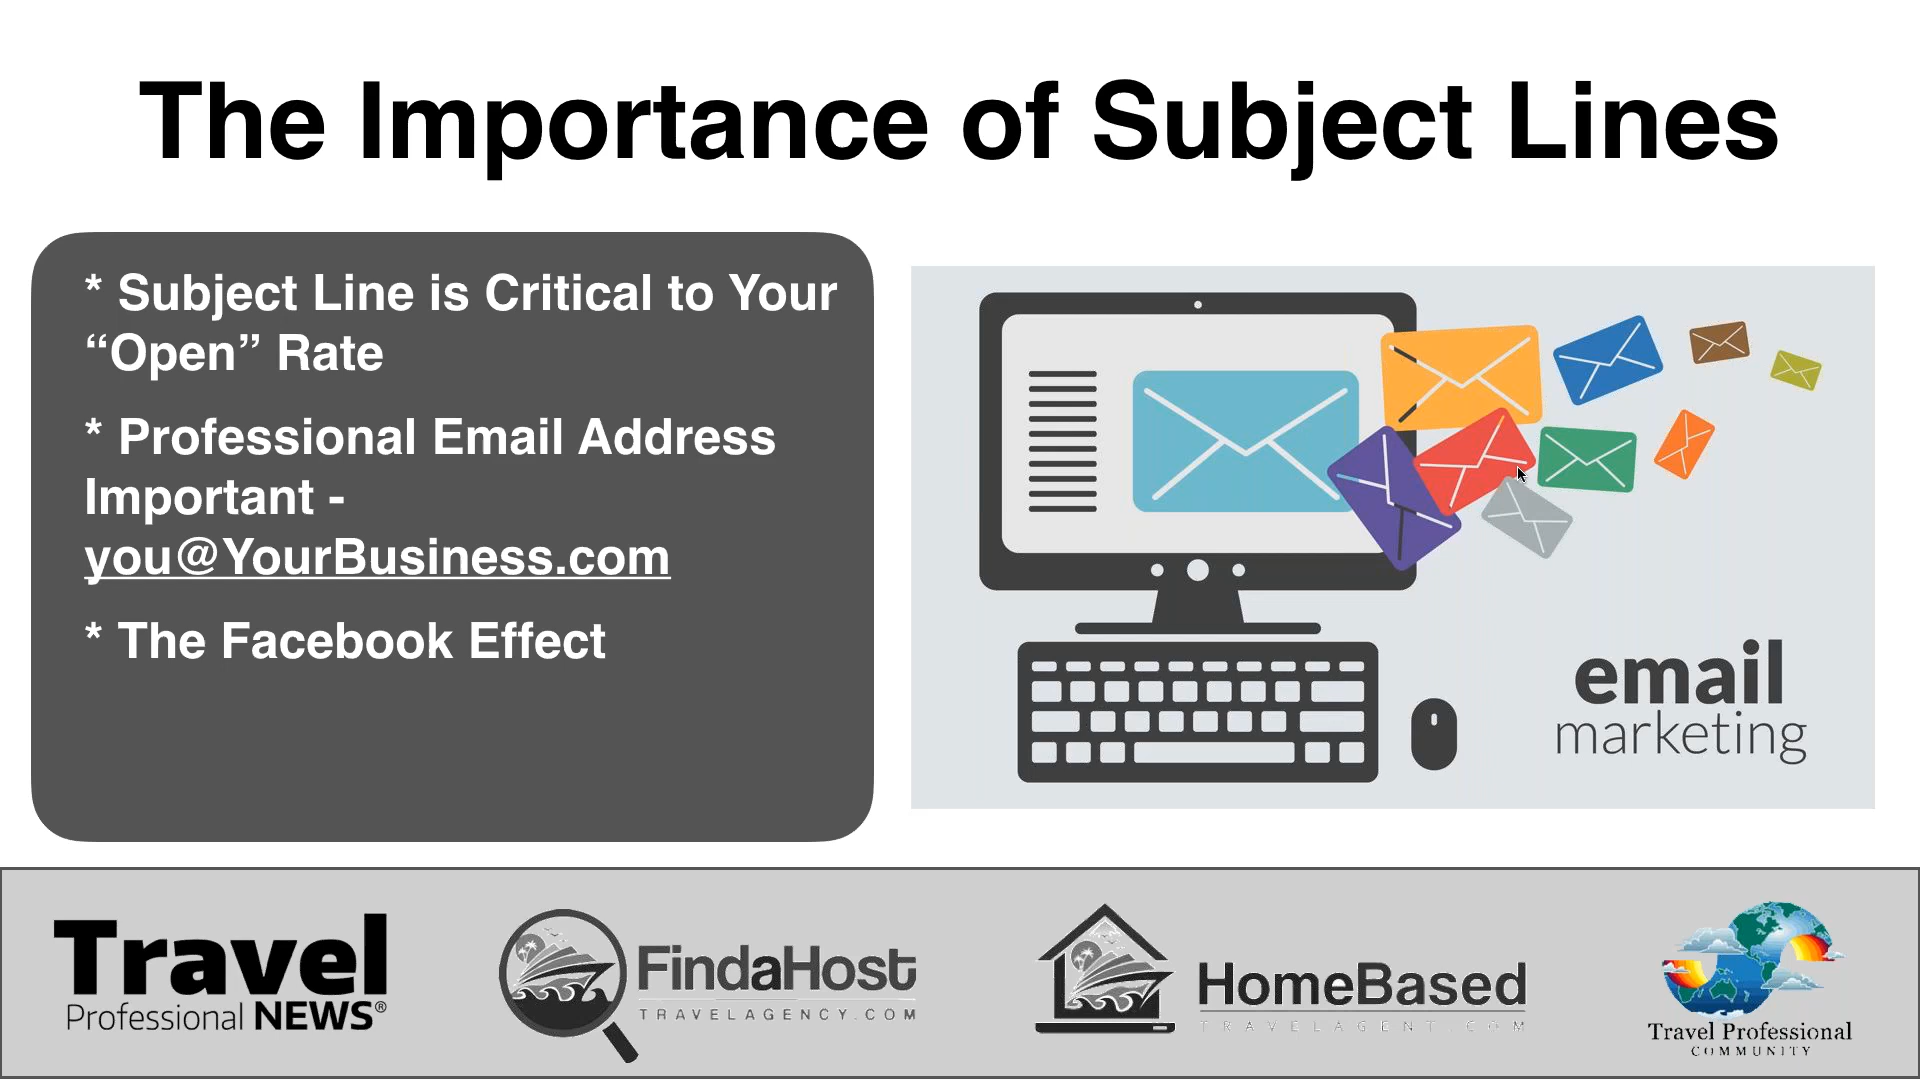 The Importance of Subject Lines
* Subject Line is Critical to Your
“Open” Rate
* Professional Email Address
Important -
you@YourBusiness.com
* The Facebook Effect
email
marketing
Travel
Professional NEWS®
FindaHost
TRAVELAGENCY.COM
HomeBased
TRAVELAGENT.COM
Travel Professional
COMMUNITY